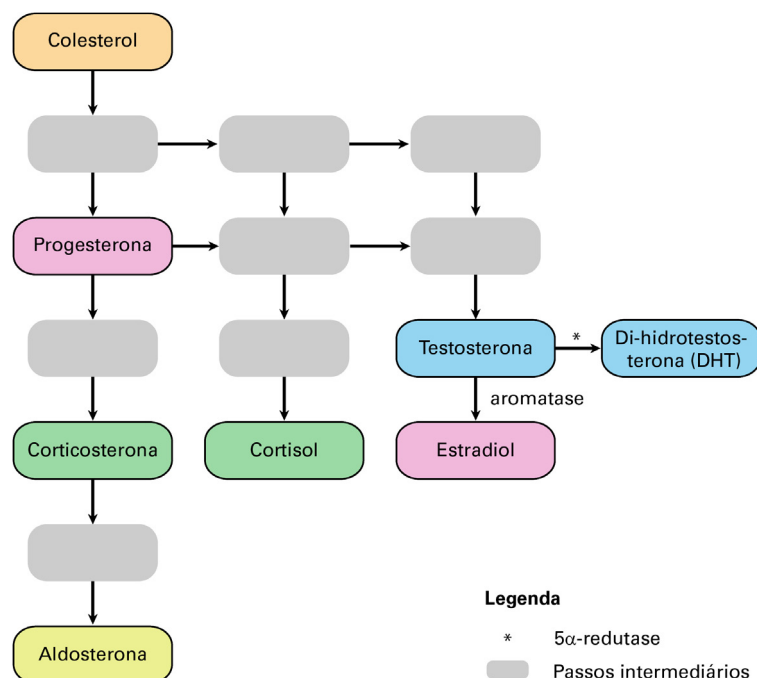 Colesterol
Progesterona
Testosterona
*
Di-hidrotestos-
terona (DHT)
aromatase
Corticosterona
Cortisol
Estradiol
Aldosterona
Legenda
* 5α-redutase
Passos intermediários